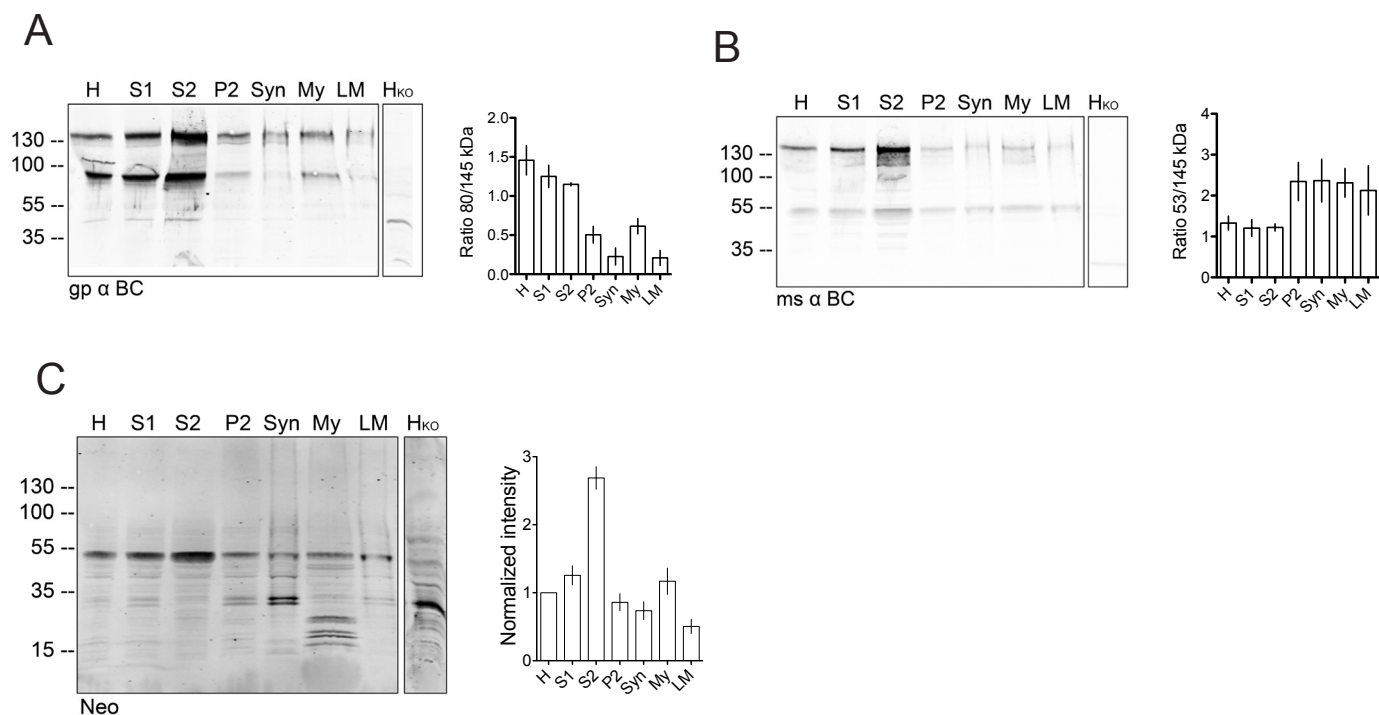 A
H S1 S2 P2 Syn My LM HKO
130 --
100 --
55 --
35 --
gp α BC
Ratio 80/145 kDa
2.0
1.5
1.0
0.5
0.0
H S1 S2 P2 Syn My LM
B
H S1 S2 P2 Syn My LM HKO
130 --
100 --
55 --
35 --
ms α BC
Ratio 53/145 kDa
4
3
2
1
0
H S1 S2 P2 Syn My LM
C
H S1 S2 P2 Syn My LM HKO
130 --
100 --
55 --
35 --
15 --
Neo
Normalized intensity
3
2
1
0
H S1 S2 P2 Syn My LM